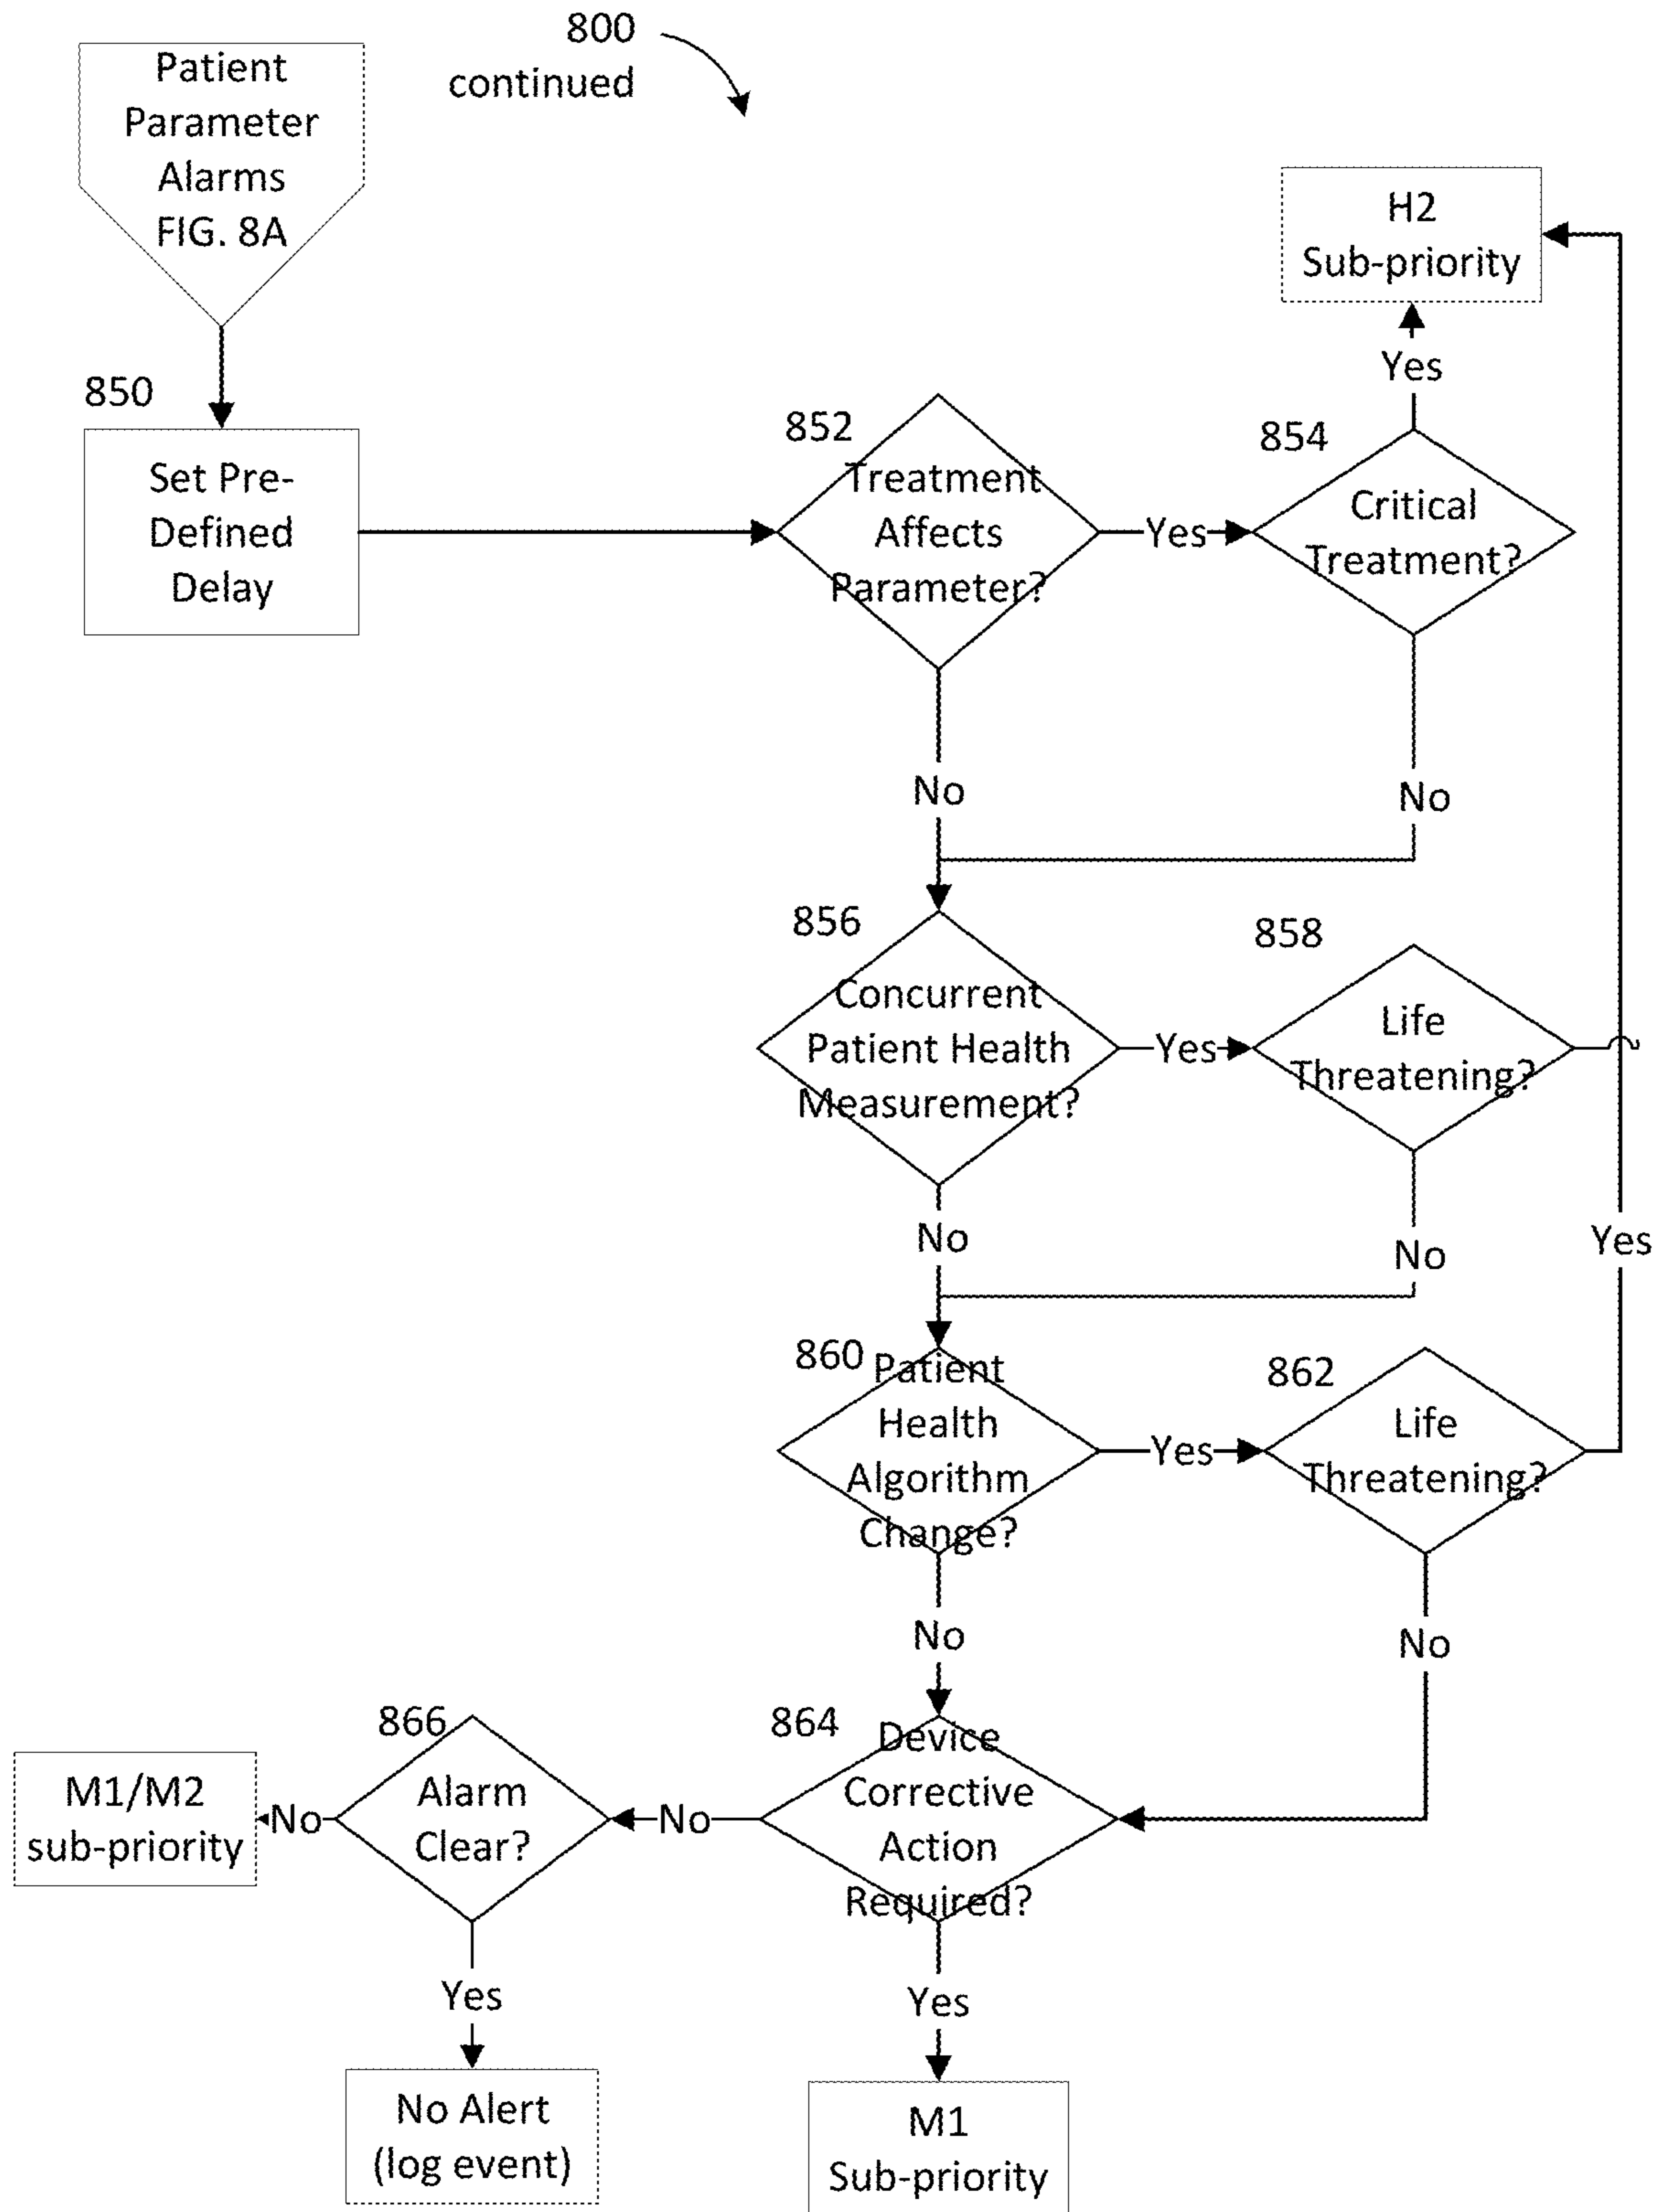 800
continued
Patient
Parameter
Alarms
FIG. 8A
H2
Sub-priority
Yes
850
Set Pre-
Defined
Delay
852
Treatment
Affects
Parameter?
Yes
854
Critical
Treatment?
No
No
856
Concurrent
Patient Health
Measurement?
Yes
858
Life
Threatening?
No
No
Yes
860
Patient
Health
Algorithm
Change?
Yes
862
Life
Threatening?
No
No
864
Device
Corrective
Action
Required?
No
866
Alarm
Clear?
No
M1/M2
sub-priority
Yes
Yes
No Alert
(log event)
M1
Sub-priority